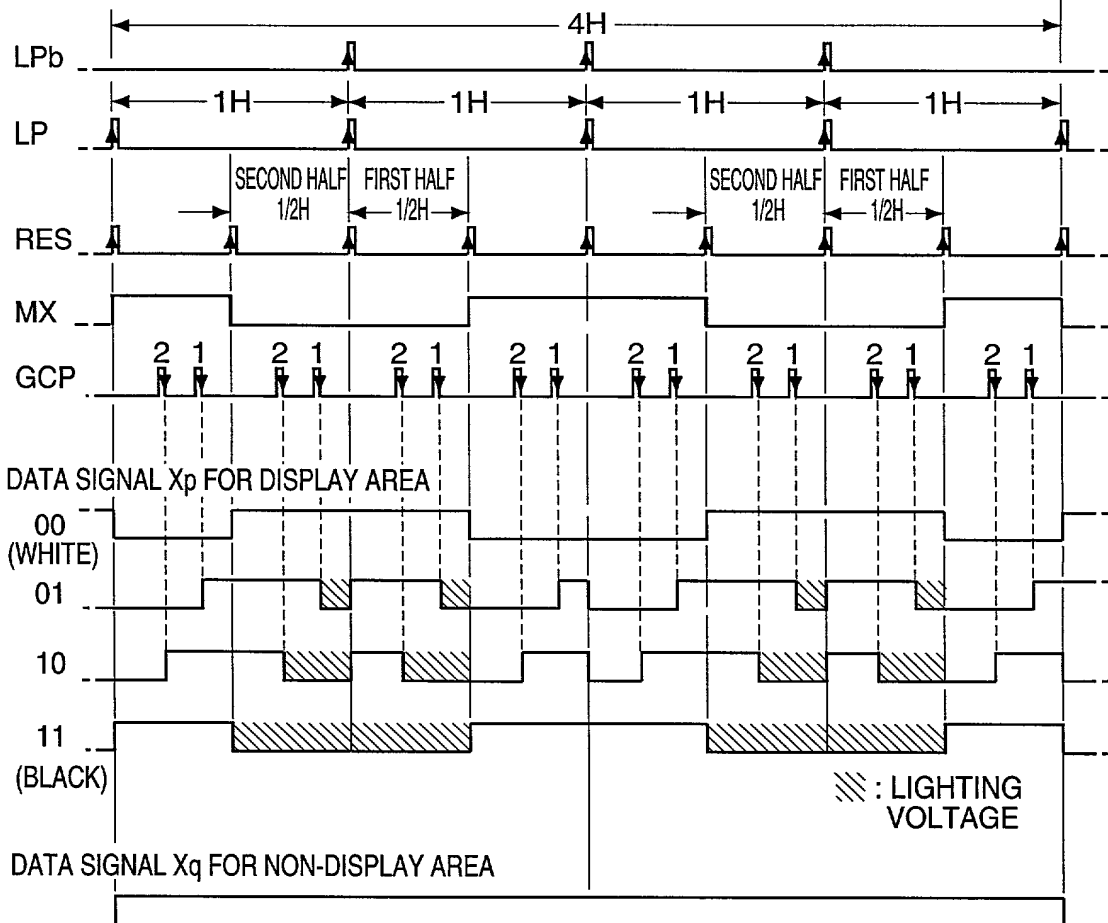 4H
LPb
1H 1H 1H 1H
LP
SECOND HALF FIRST HALF SECOND HALF FIRST HALF
1/2H 1/2H 1/2H 1/2H
RES
MX
2 1 2 1 2 1 2 1 2 1 2 1 2 1 2 1
GCP
DATA SIGNAL Xp FOR DISPLAY AREA
00
(WHITE)
01
10
11
(BLACK)
: LIGHTING
VOLTAGE
DATA SIGNAL Xq FOR NON-DISPLAY AREA